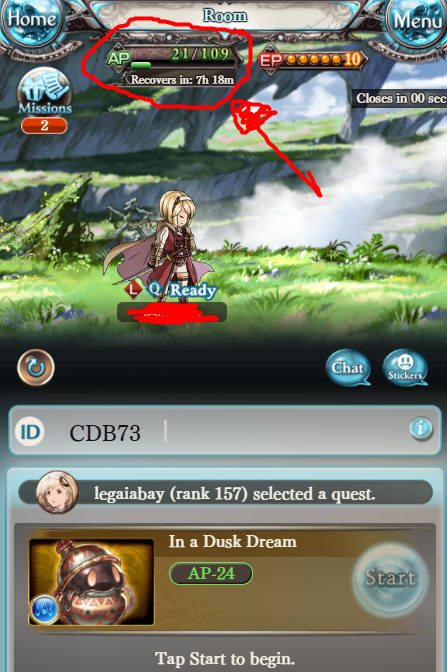 Home
Room
Menu
AP 21/109
Recovers in: 7h 18m
EP 10
Missions
2
Closes in 00 sec
L Q Ready
Chat
Stickers
ID CDB73
legaiabay (rank 157) selected a quest.
In a Dusk Dream
AP-24
Start
Tap Start to begin.